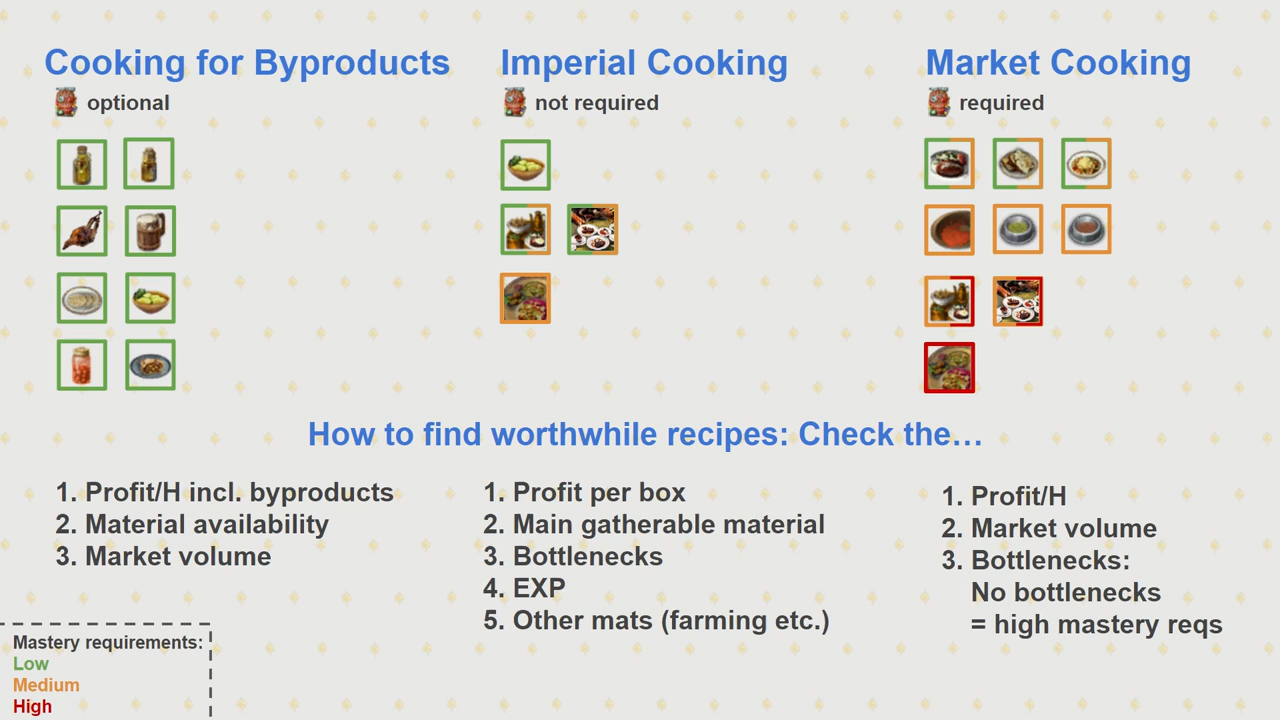 Cooking for Byproducts
optional
Imperial Cooking
not required
Market Cooking
required
How to find worthwhile recipes: Check the…
1. Profit/H incl. byproducts
2. Material availability
3. Market volume
1. Profit per box
2. Main gatherable material
3. Bottlenecks
4. EXP
5. Other mats (farming etc.)
1. Profit/H
2. Market volume
3. Bottlenecks:
No bottlenecks
= high mastery reqs
Mastery requirements:
Low
Medium
High